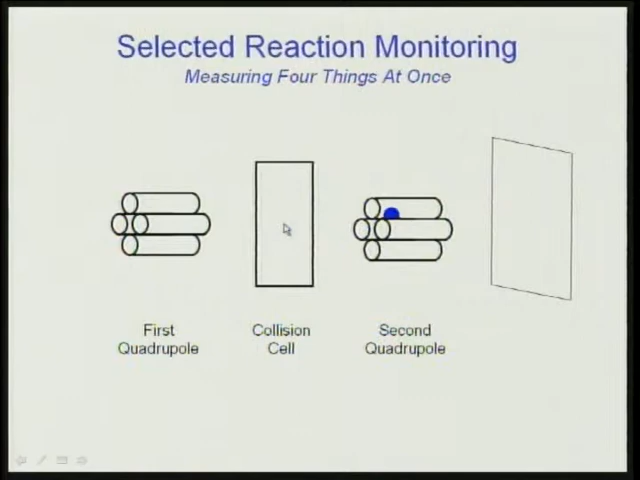 Selected Reaction Monitoring
Measuring Four Things At Once
First
Quadrupole
Collision
Cell
Second
Quadrupole